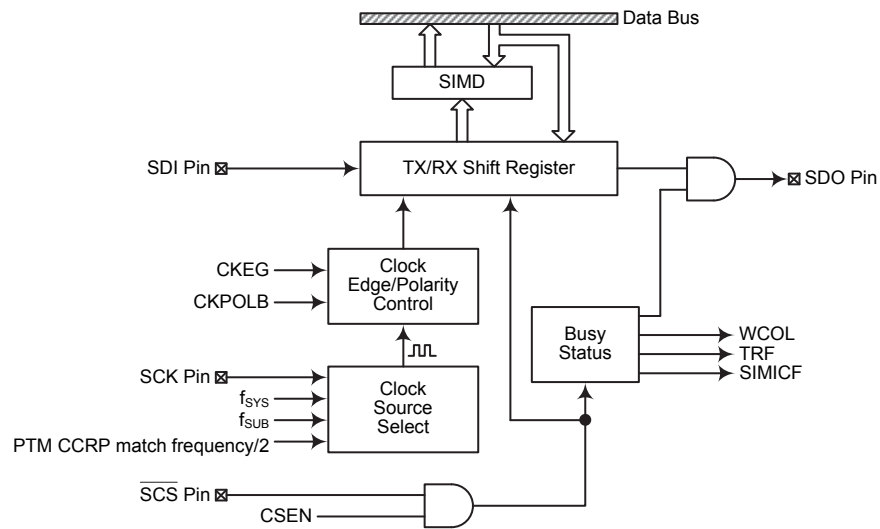 Data Bus
SIMD
SDI Pin
TX/RX Shift Register
SDO Pin
CKEG
CKPOLB
Clock
Edge/Polarity
Control
Busy
Status
WCOL
TRF
SIMICF
SCK Pin
fSYS
fSUB
PTM CCRP match frequency/2
Clock
Source
Select
SCS Pin
CSEN